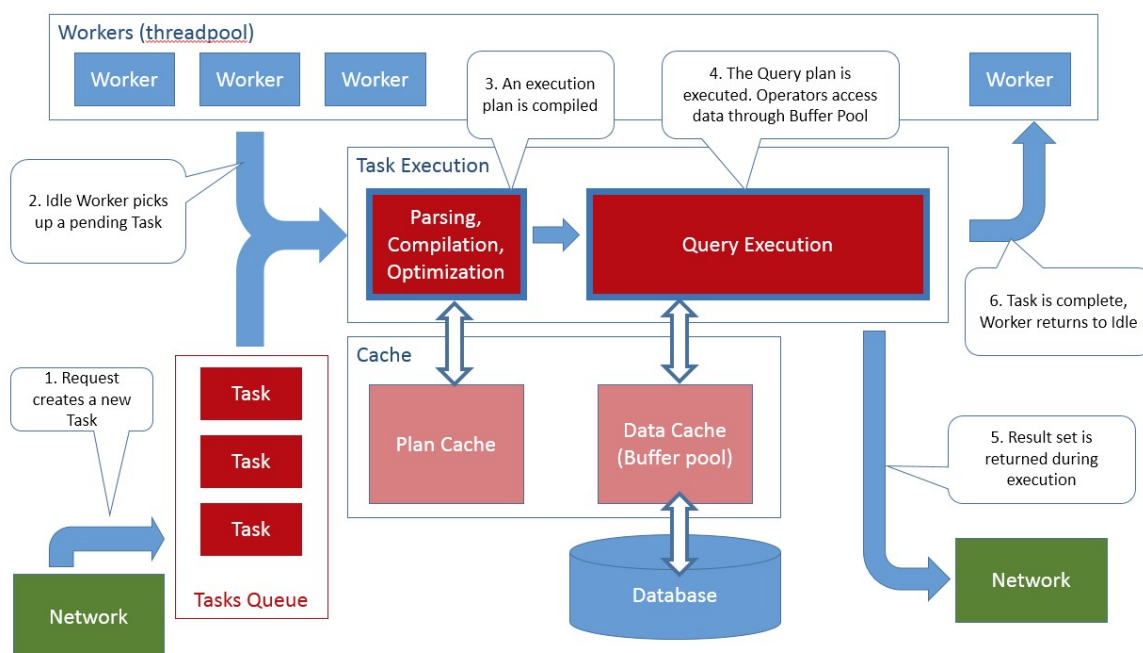 Workers (threadpool)
Worker
Worker
Worker
Worker
3. An execution
plan is compiled
4. The Query plan is
executed. Operators access
data through Buffer Pool
2. Idle Worker picks
up a pending Task
Task Execution
Parsing,
Compilation,
Optimization
Query Execution
6. Task is complete,
Worker returns to Idle
1. Request
creates a new
Task
Task
Task
Task
Tasks Queue
Cache
Plan Cache
Data Cache
(Buffer pool)
5. Result set is
returned during
execution
Network
Database
Network